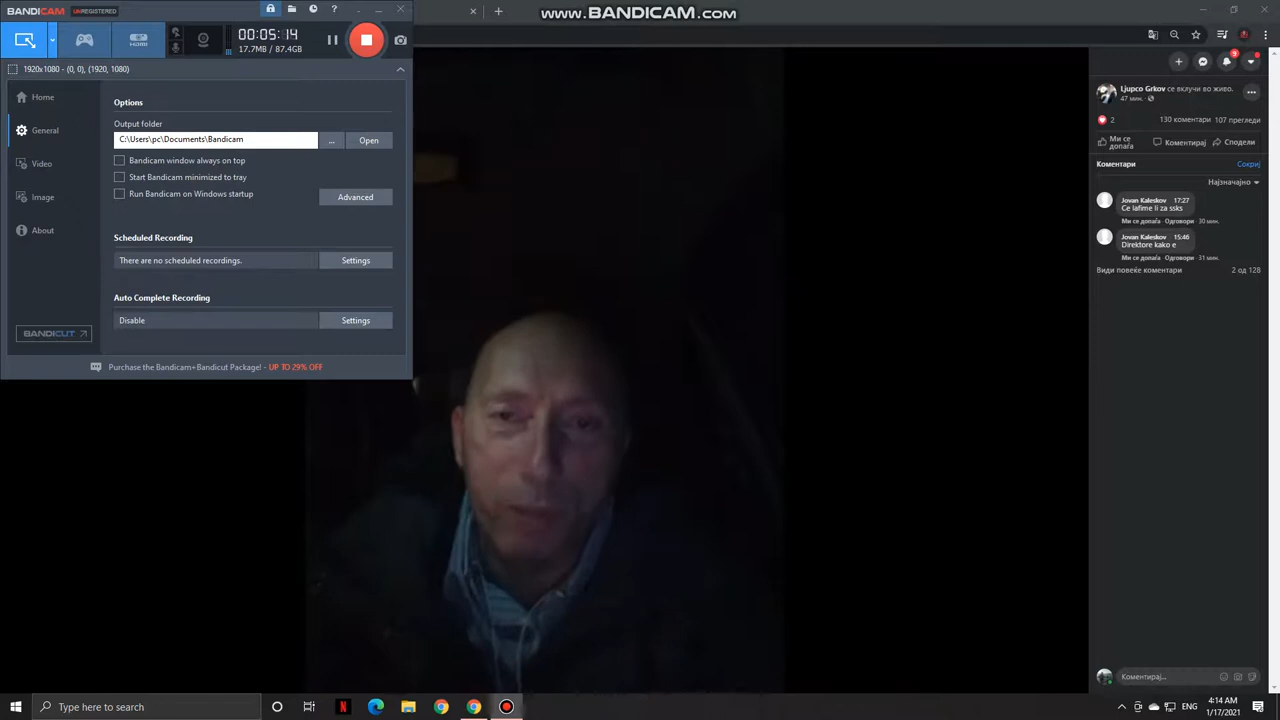 BANDICAM UNREGISTERED
www.BANDICAM.com
00:05:14
17.7MB / 87.4GB
1920x1080 - (0, 0), (1920, 1080)
Home
General
Video
Image
About
BANDICUT
Options
Output folder
C:\Users\pc\Documents\Bandicam
...
Open
Bandicam window always on top
Start Bandicam minimized to tray
Run Bandicam on Windows startup
Advanced
Scheduled Recording
There are no scheduled recordings.
Settings
Auto Complete Recording
Disable
Settings
Purchase the Bandicam+Bandicut Package! - UP TO 29% OFF
9
Ljupco Grkov се вклучи во живо.
47 мин.
2
130 коментари 107 прегледи
Ми се допаѓа
Коментирај
Сподели
Коментари
Сокриј
Најзначајно
Jovan Kaleskov 17:27
Ce lafime li za ssks
Ми се допаѓа · Одговори · 30 мин.
Jovan Kaleskov 15:46
Direktore kako e
Ми се допаѓа · Одговори · 31 мин.
Види повеќе коментари
2 од 128
Коментирај...
Type here to search
ENG
4:14 AM
1/17/2021